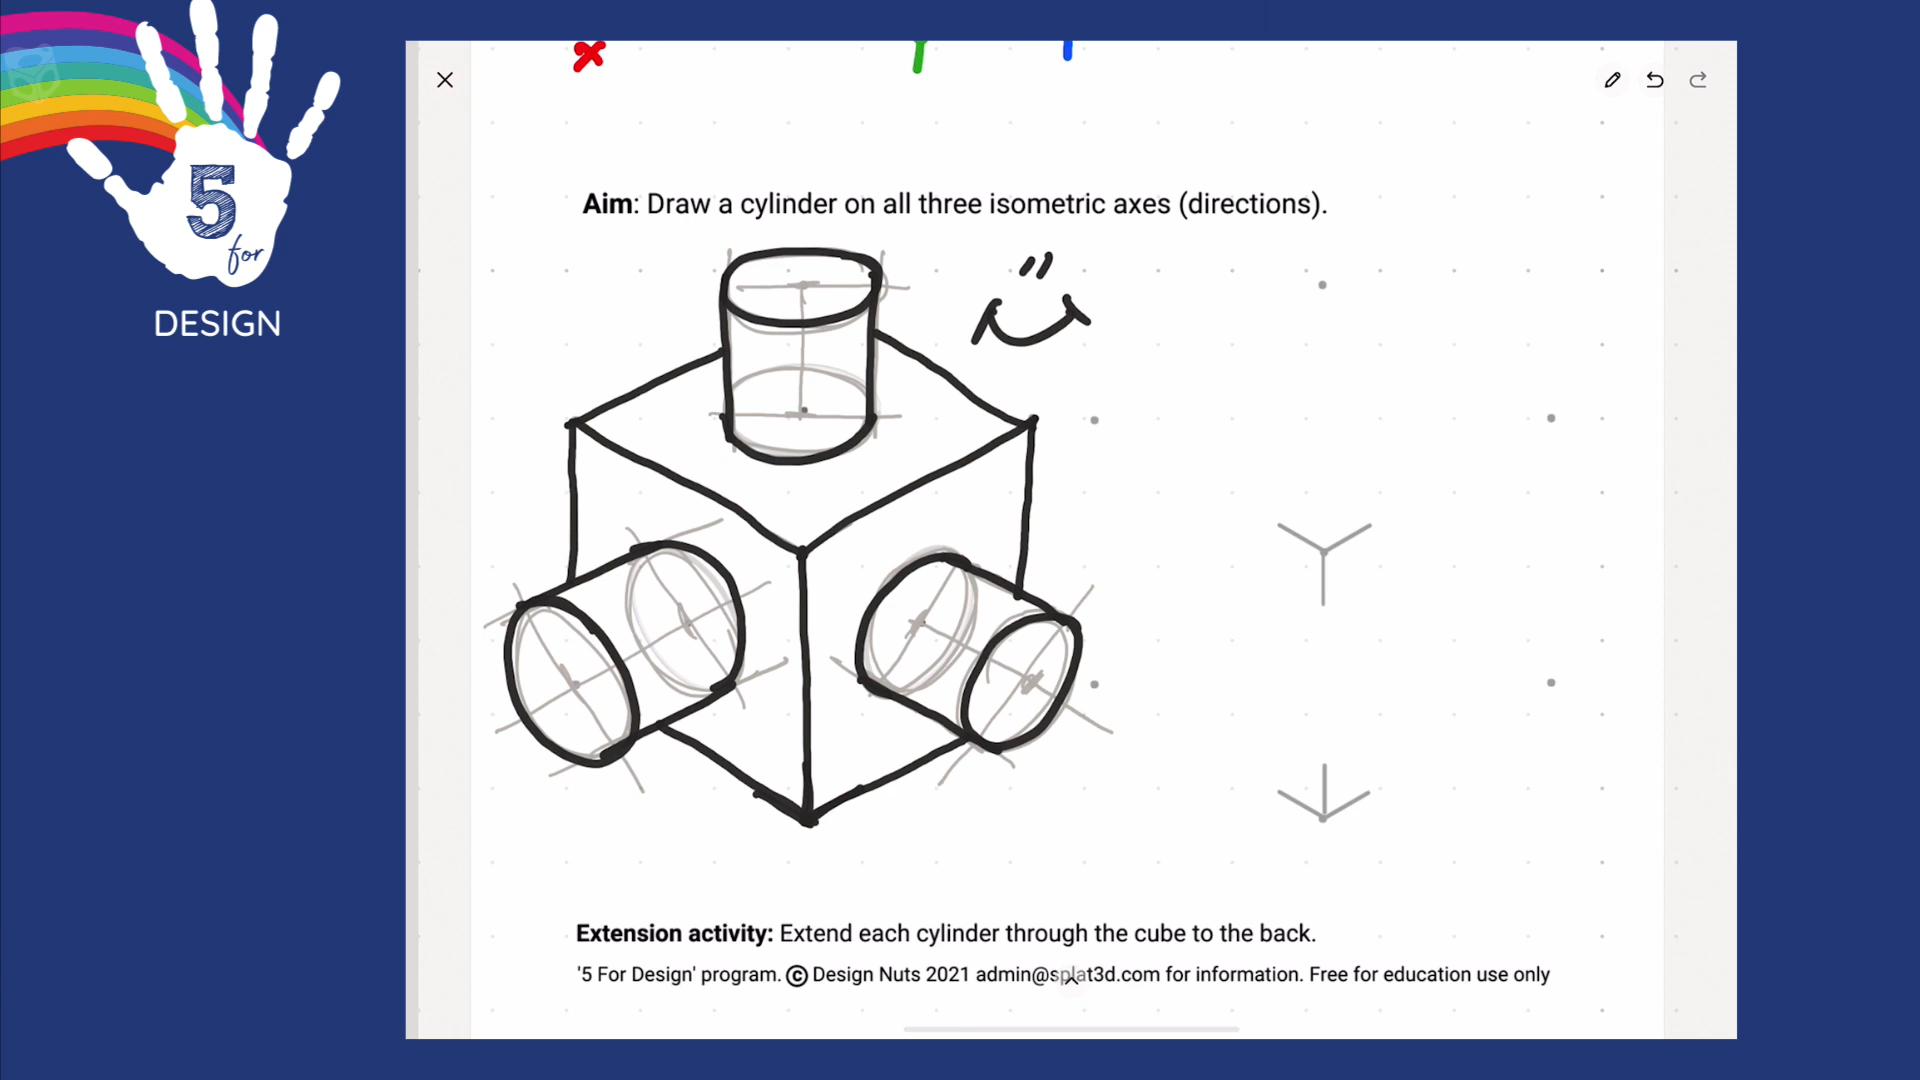 5
for
DESIGN
Aim: Draw a cylinder on all three isometric axes (directions).
Extension activity: Extend each cylinder through the cube to the back.
'5 For Design' program. © Design Nuts 2021 admin@splat3d.com for information. Free for education use only